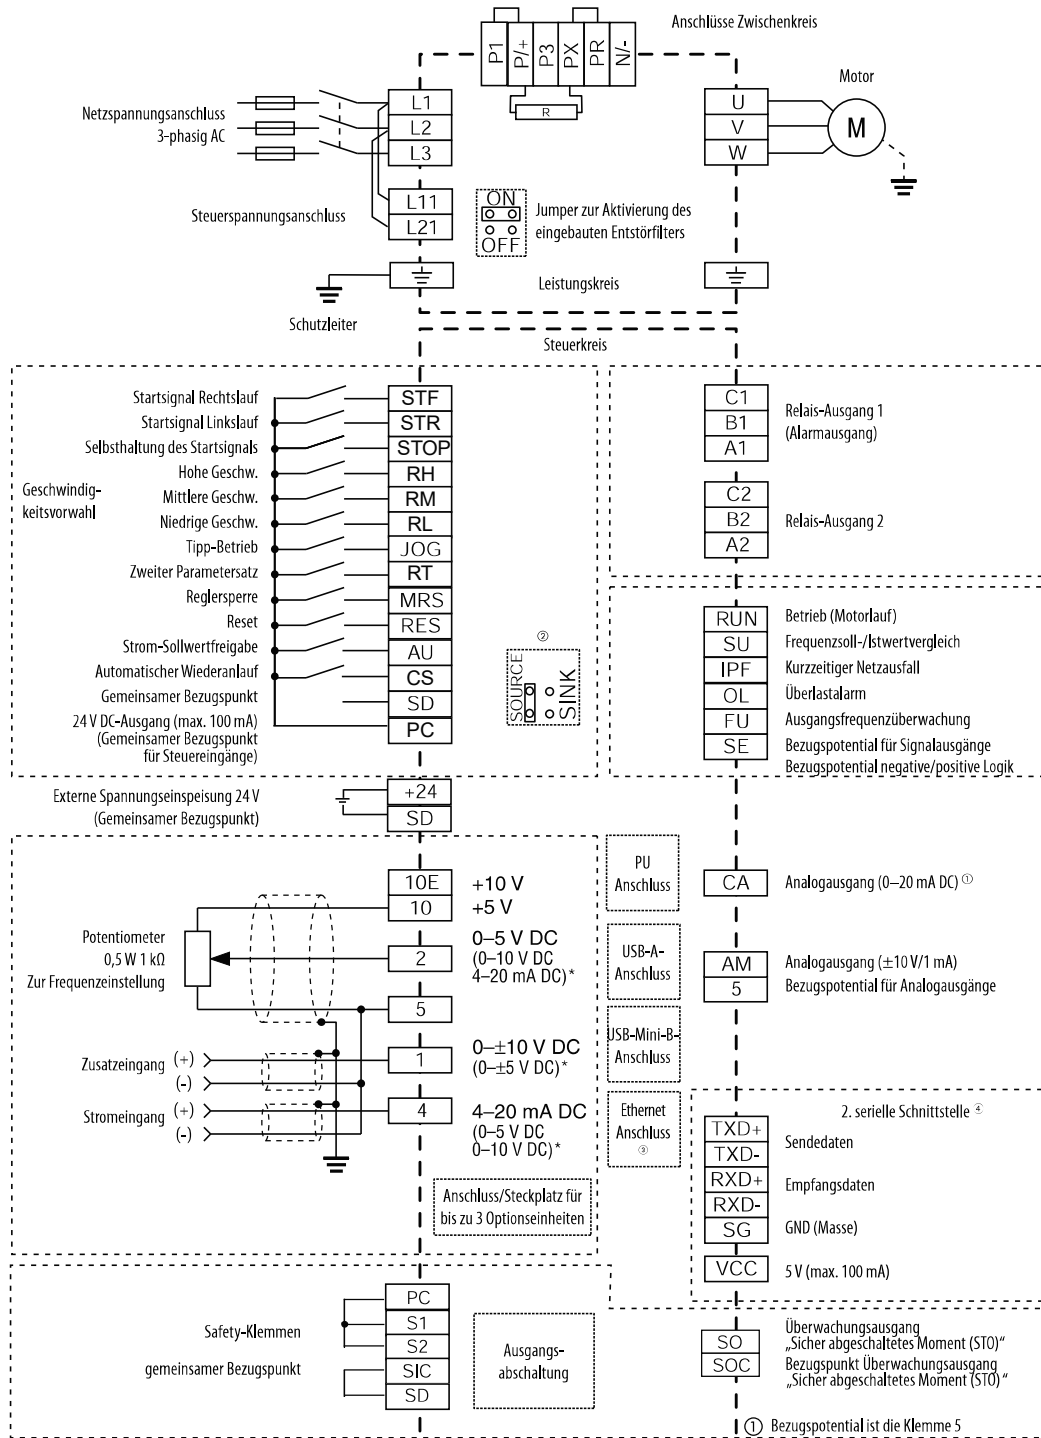 Anschlüsse Zwischenkreis
P1
P/+
P3
PX
PR
N/-
R
Motor
M
Netzspannungsanschluss
3-phasig AC
L1
L2
L3
U
V
W
Steuerspannungsanschluss
L11
L21
ON
OFF
Jumper zur Aktivierung des
eingebauten Entstörfilters
Leistungskreis
Schutzleiter
Steuerkreis
Geschwindig-
keitsvorwahl
Startsignal Rechtslauf
STF
Startsignal Linkslauf
STR
Selbsthaltung des Startsignals
STOP
Hohe Geschw.
RH
Mittlere Geschw.
RM
Niedrige Geschw.
RL
Tipp-Betrieb
JOG
Zweiter Parametersatz
RT
Reglersperre
MRS
Reset
RES
Strom-Sollwertfreigabe
AU
Automatischer Wiederanlauf
CS
Gemeinsamer Bezugspunkt
SD
24 V DC-Ausgang (max. 100 mA)
(Gemeinsamer Bezugspunkt
für Steuereingänge)
PC
②
SOURCE
SINK
C1
B1
A1
Relais-Ausgang 1
(Alarmausgang)
C2
B2
A2
Relais-Ausgang 2
RUN
Betrieb (Motorlauf)
SU
Frequenzsoll-/Istwertvergleich
IPF
Kurzzeitiger Netzausfall
OL
Überlastalarm
FU
Ausgangsfrequenzüberwachung
SE
Bezugspotential für Signalausgänge
Bezugspotential negative/positive Logik
Externe Spannungseinspeisung 24 V
(Gemeinsamer Bezugspunkt)
+24
SD
10E
+10 V
10
+5 V
Potentiometer
0,5 W 1 kΩ
Zur Frequenzeinstellung
2
0–5 V DC
(0–10 V DC
4–20 mA DC)*
5
Zusatzeingang
(+)
(-)
1
0–±10 V DC
(0–±5 V DC)*
Stromeingang
(+)
(-)
4
4–20 mA DC
(0–5 V DC
0–10 V DC)*
Anschluss/Steckplatz für
bis zu 3 Optionseinheiten
PU
Anschluss
USB-A-
Anschluss
USB-Mini-B-
Anschluss
Ethernet
Anschluss
③
CA
Analogausgang (0–20 mA DC) ①
AM
Analogausgang (±10 V/1 mA)
5
Bezugspotential für Analogausgänge
2. serielle Schnittstelle ④
TXD+
TXD-
Sendedaten
RXD+
RXD-
Empfangsdaten
SG
GND (Masse)
VCC
5 V (max. 100 mA)
Safety-Klemmen
gemeinsamer Bezugspunkt
PC
S1
S2
SIC
SD
Ausgangs-
abschaltung
SO
SOC
Überwachungsausgang
„Sicher abgeschaltetes Moment (STO)“
Bezugspunkt Überwachungsausgang
„Sicher abgeschaltetes Moment (STO)“
① Bezugspotential ist die Klemme 5